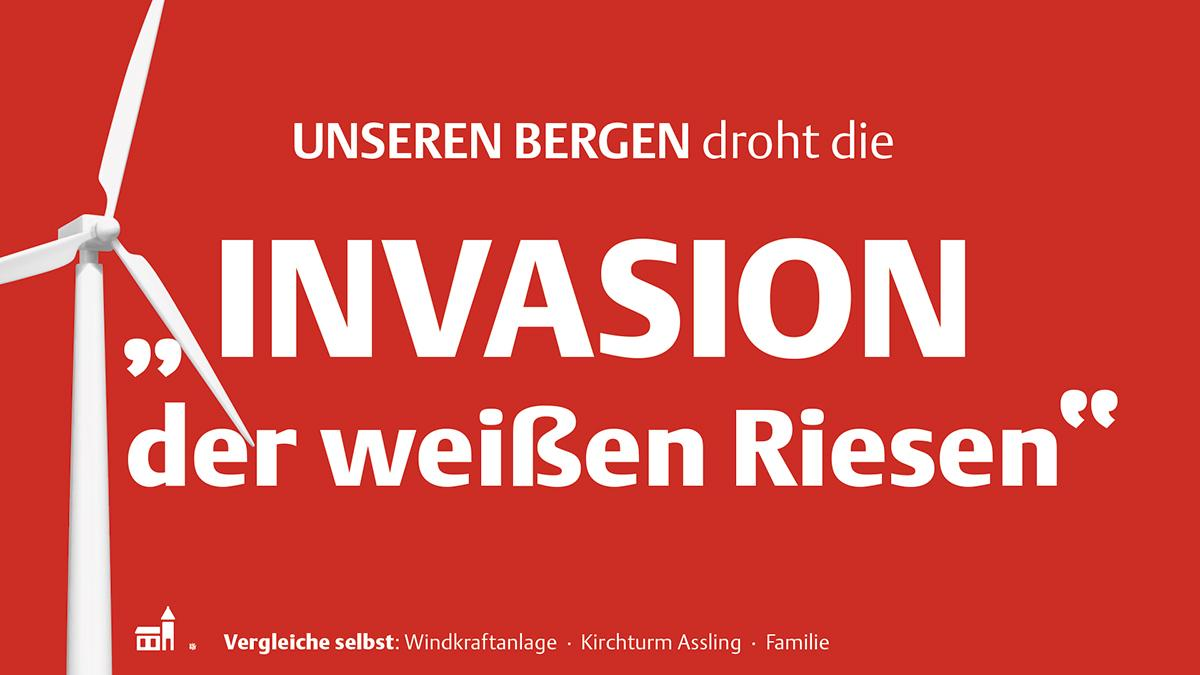 UNSEREN BERGEN droht die
INVASION
„der weißen Riesen“
Vergleiche selbst: Windkraftanlage · Kirchturm Assling · Familie